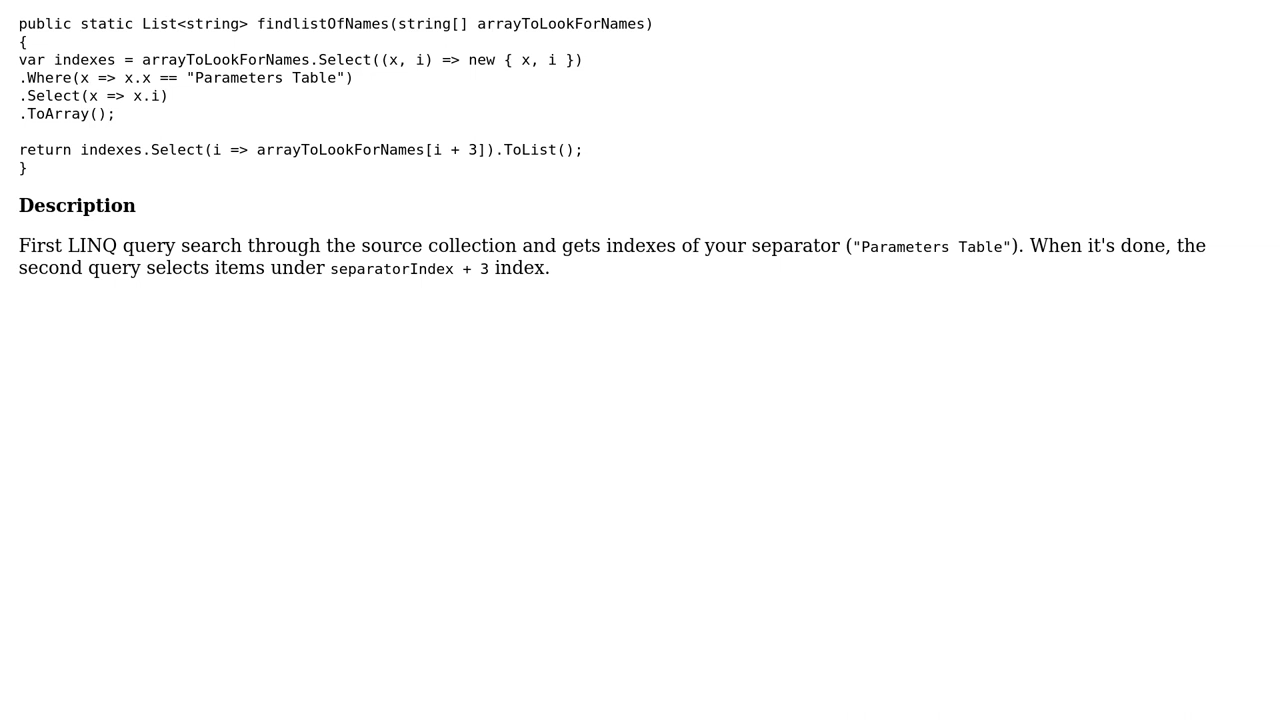 public static List<string> findlistOfNames(string[] arrayToLookForNames)
{
var indexes = arrayToLookForNames.Select((x, i) => new { x, i })
.Where(x => x.x == "Parameters Table")
.Select(x => x.i)
.ToArray();

return indexes.Select(i => arrayToLookForNames[i + 3]).ToList();
}
Description
First LINQ query search through the source collection and gets indexes of your separator ("Parameters Table"). When it's done, the
second query selects items under separatorIndex + 3 index.